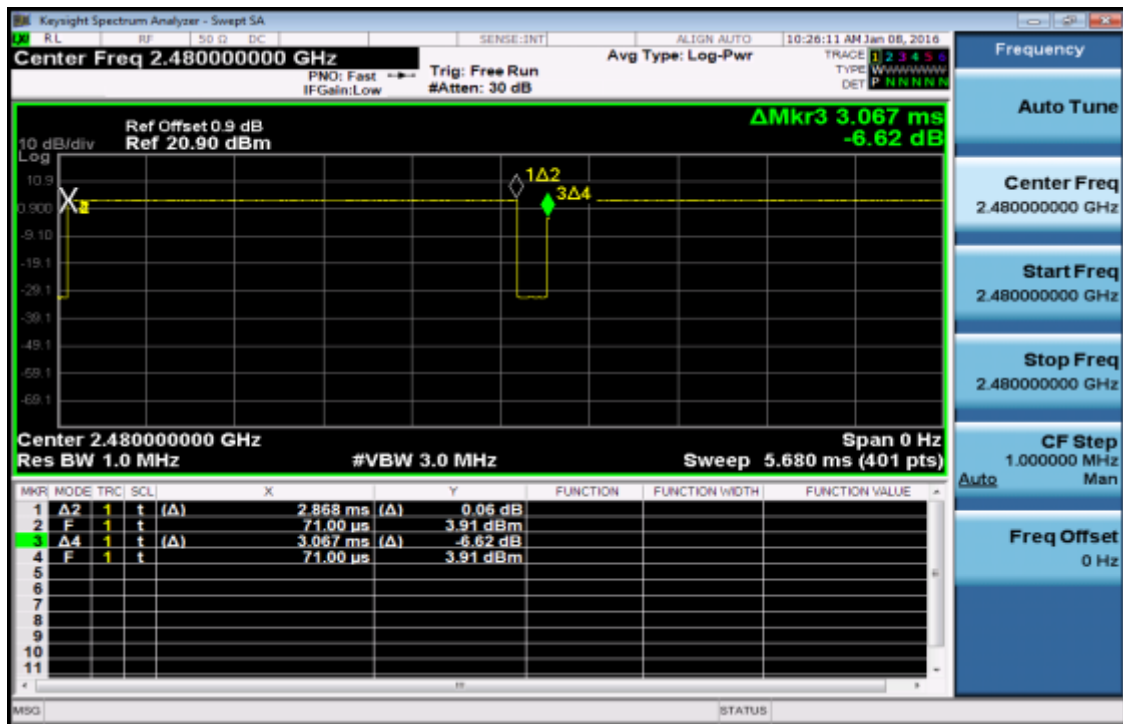 Keysight Spectrum Analyzer - Swept SA
RL RF 50 Ω DC SENSE:INT ALIGN AUTO 10:26:11 AM Jan 08, 2016
Center Freq 2.480000000 GHz
PNO: Fast
IFGain:Low
Trig: Free Run
#Atten: 30 dB
Avg Type: Log-Pwr
TRACE 1 2 3 4 5 6
TYPE WWWWWWW
DET P N N N N N
Ref Offset 0.9 dB
ΔMkr3 3.067 ms
10 dB/div Ref 20.90 dBm -6.62 dB
Log
10.9
0.900
-9.10
-19.1
-29.1
-39.1
-49.1
-59.1
-69.1
X
1Δ2
3Δ4
Center 2.480000000 GHz Span 0 Hz
Res BW 1.0 MHz #VBW 3.0 MHz Sweep 5.680 ms (401 pts)
MKR MODE TRC SCL X Y FUNCTION FUNCTION WIDTH FUNCTION VALUE
1 Δ2 1 t (Δ) 2.868 ms (Δ) 0.06 dB
2 F 1 t 71.00 µs 3.91 dBm
3 Δ4 1 t (Δ) 3.067 ms (Δ) -6.62 dB
4 F 1 t 71.00 µs 3.91 dBm
5
6
7
8
9
10
11
MSG STATUS
Frequency
Auto Tune
Center Freq
2.480000000 GHz
Start Freq
2.480000000 GHz
Stop Freq
2.480000000 GHz
CF Step
1.000000 MHz
Auto Man
Freq Offset
0 Hz